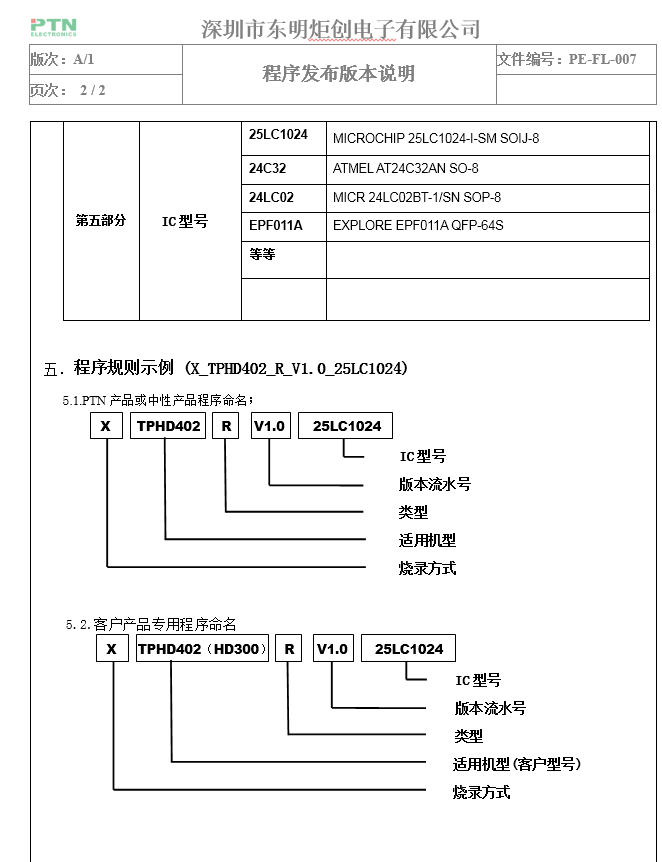 PTN
ELECTRONICS
深圳市东明炬创电子有限公司
版次：A/1
程序发布版本说明
文件编号：PE-FL-007
页次： 2 / 2
第五部分
IC 型号
25LC1024
MICROCHIP 25LC1024-I-SM SOIJ-8
24C32
ATMEL AT24C32AN SO-8
24LC02
MICR 24LC02BT-1/SN SOP-8
EPF011A
EXPLORE EPF011A QFP-64S
等等
五．程序规则示例 (X_TPHD402_R_V1.0_25LC1024)
5.1.PTN 产品或中性产品程序命名；
X TPHD402 R V1.0 25LC1024
IC 型号
版本流水号
类型
适用机型
烧录方式
5.2.客户产品专用程序命名
X TPHD402（HD300） R V1.0 25LC1024
IC 型号
版本流水号
类型
适用机型(客户型号)
烧录方式